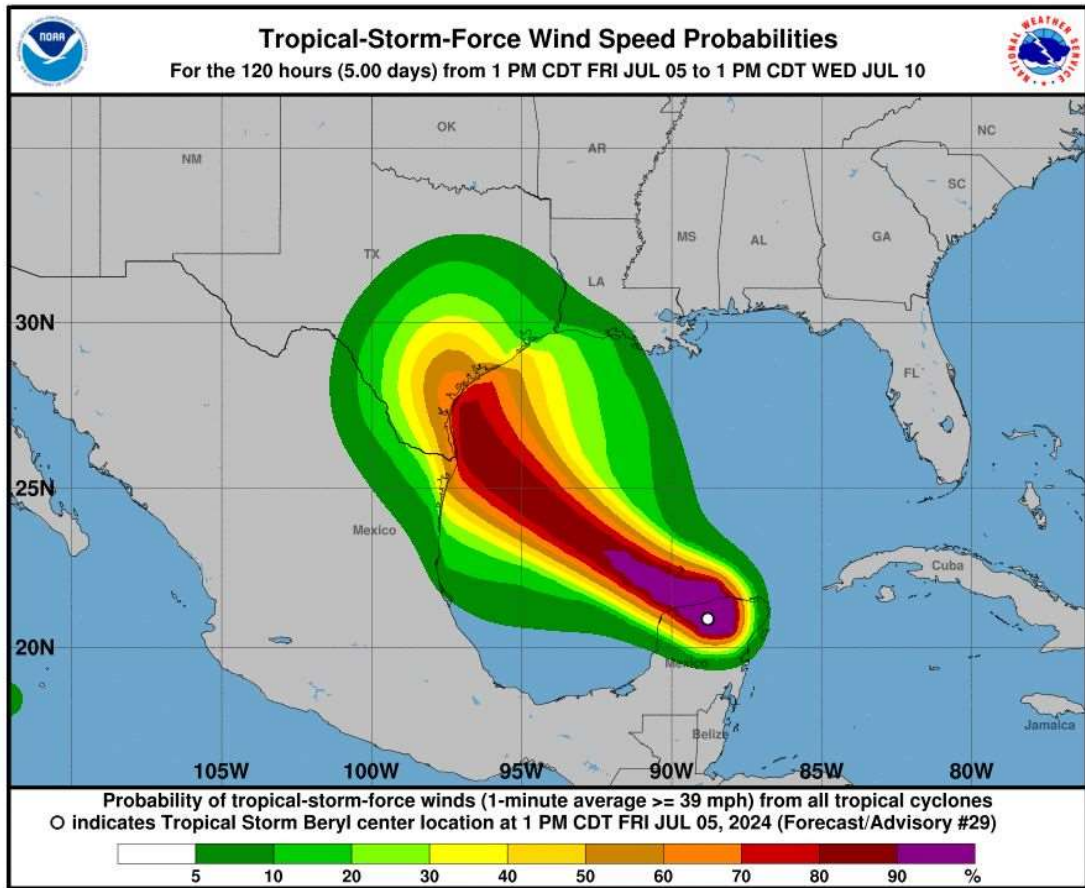 Tropical-Storm-Force Wind Speed Probabilities
For the 120 hours (5.00 days) from 1 PM CDT FRI JUL 05 to 1 PM CDT WED JUL 10
NOAA
NATIONAL WEATHER SERVICE
OK
NC
NM
AR
SC
MS
AL
GA
TX
LA
30N
FL
25N
Mexico
Cuba
20N
Mexico
Jamaica
Belize
105W
100W
95W
90W
85W
80W
Probability of tropical-storm-force winds (1-minute average >= 39 mph) from all tropical cyclones
O indicates Tropical Storm Beryl center location at 1 PM CDT FRI JUL 05, 2024 (Forecast/Advisory #29)
5 10 20 30 40 50 60 70 80 90 %